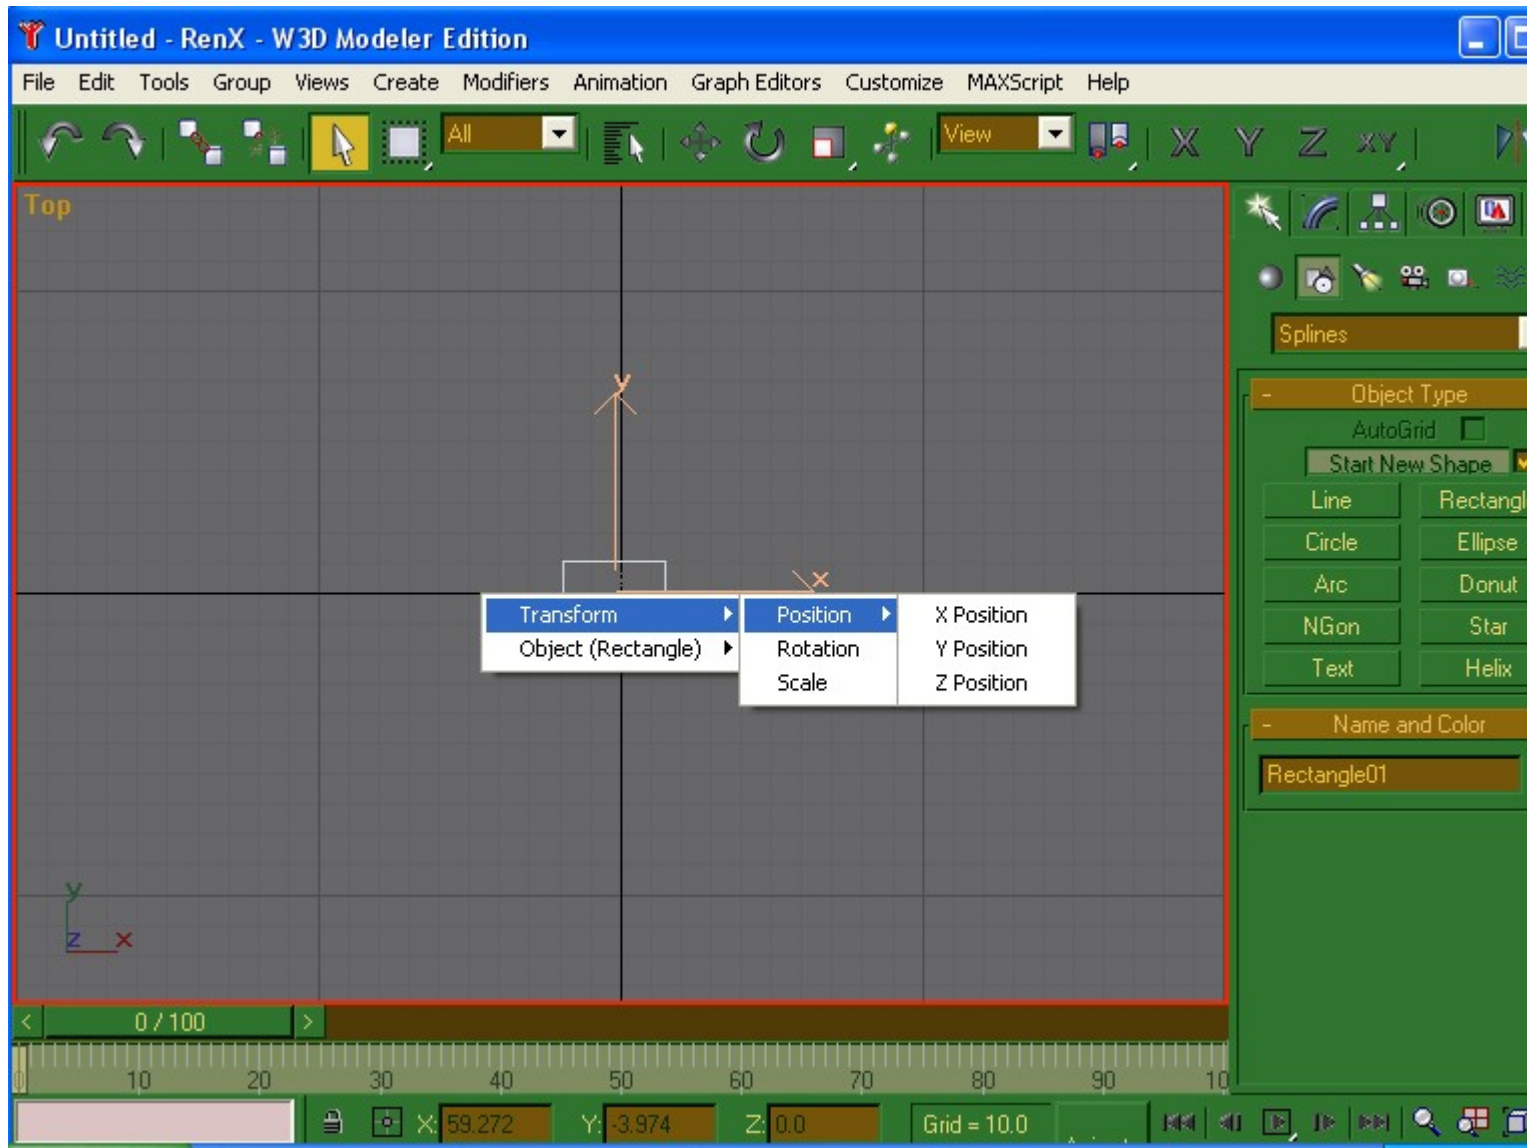 Untitled - RenX - W3D Modeler Edition
File Edit Tools Group Views Create Modifiers Animation Graph Editors Customize MAXScript Help
All View X Y Z XY
Top
Splines
- Object Type
AutoGrid
Start New Shape
Line Rectangl
Circle Ellipse
Arc Donut
NGon Star
Text Helix
- Name and Color
Rectangle01
y
x
Transform Position X Position
Object (Rectangle) Rotation Y Position
Scale Z Position
y
z x
< 0 / 100 >
0 10 20 30 40 50 60 70 80 90 10
X: 59.272 Y: -3.974 Z: 0.0 Grid = 10.0